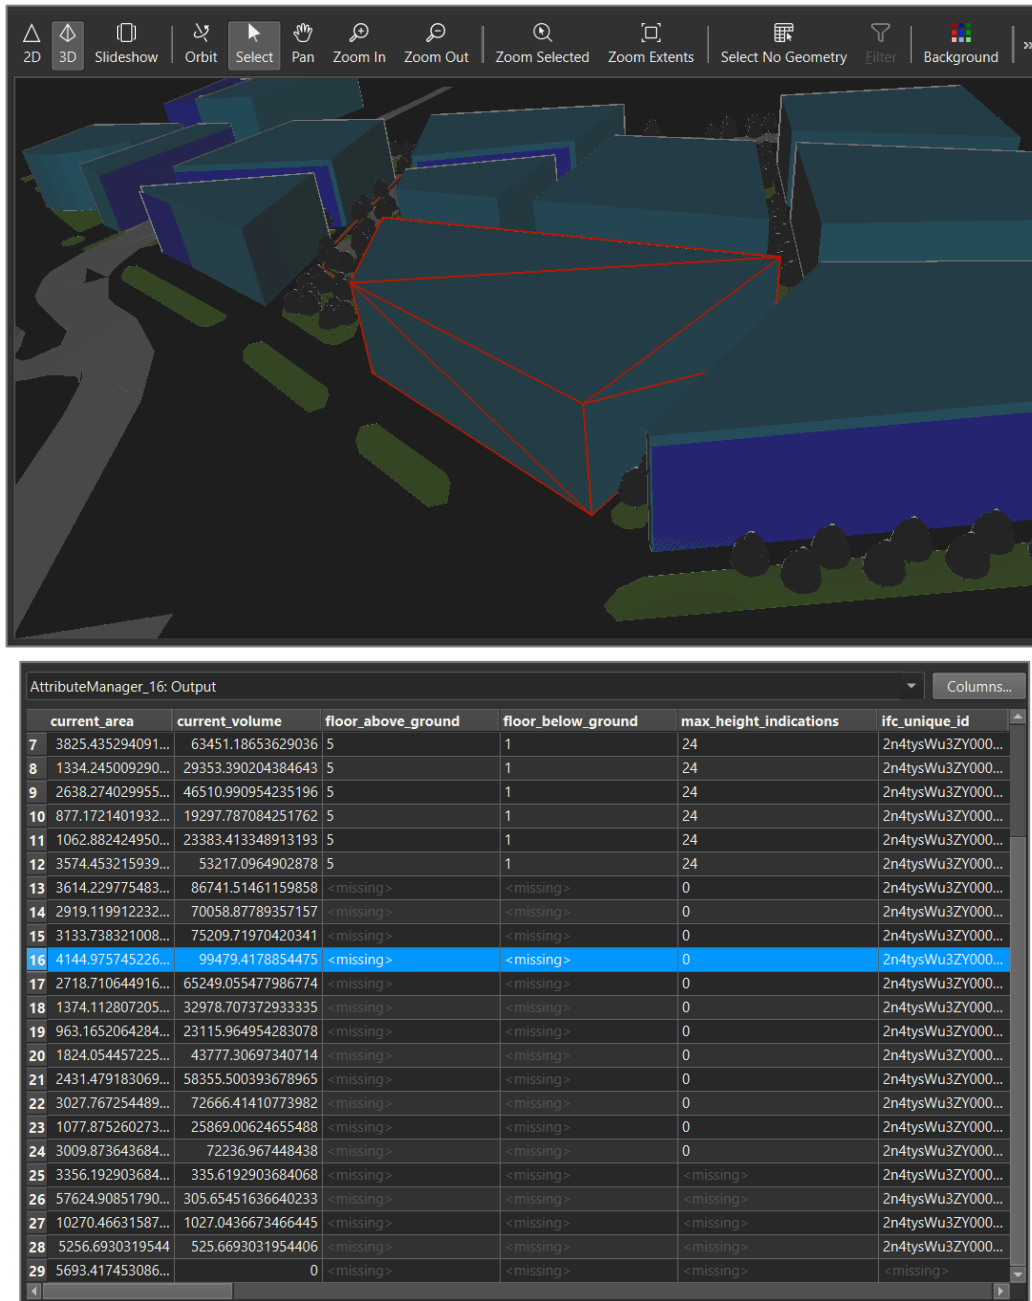 2D 3D Slideshow Orbit Select Pan Zoom In Zoom Out Zoom Selected Zoom Extents Select No Geometry Filter Background »
AttributeManager_16: Output Columns...
current_area current_volume floor_above_ground floor_below_ground max_height_indications ifc_unique_id
7 3825.435294091... 63451.18653629036 5 1 24 2n4tysWu3ZY000...
8 1334.245009290... 29353.390204384643 5 1 24 2n4tysWu3ZY000...
9 2638.274029955... 46510.990954235196 5 1 24 2n4tysWu3ZY000...
10 877.1721401932... 19297.787084251762 5 1 24 2n4tysWu3ZY000...
11 1062.882424950... 23383.413348913193 5 1 24 2n4tysWu3ZY000...
12 3574.453215939... 53217.0964902878 5 1 24 2n4tysWu3ZY000...
13 3614.229775483... 86741.51461159858 <missing> <missing> 0 2n4tysWu3ZY000...
14 2919.119912232... 70058.87789357157 <missing> <missing> 0 2n4tysWu3ZY000...
15 3133.738321008... 75209.71970420341 <missing> <missing> 0 2n4tysWu3ZY000...
16 4144.975745226... 99479.4178854475 <missing> <missing> 0 2n4tysWu3ZY000...
17 2718.710644916... 65249.055477986774 <missing> <missing> 0 2n4tysWu3ZY000...
18 1374.112807205... 32978.707372933335 <missing> <missing> 0 2n4tysWu3ZY000...
19 963.1652064284... 23115.964954283078 <missing> <missing> 0 2n4tysWu3ZY000...
20 1824.054457225... 43777.30697340714 <missing> <missing> 0 2n4tysWu3ZY000...
21 2431.479183069... 58355.500393678965 <missing> <missing> 0 2n4tysWu3ZY000...
22 3027.767254489... 72666.41410773982 <missing> <missing> 0 2n4tysWu3ZY000...
23 1077.875260273... 25869.00624655488 <missing> <missing> 0 2n4tysWu3ZY000...
24 3009.873643684... 72236.967448438 <missing> <missing> 0 2n4tysWu3ZY000...
25 3356.192903684... 335.6192903684068 <missing> <missing> <missing> 2n4tysWu3ZY000...
26 57624.90851790... 305.65451636640233 <missing> <missing> <missing> 2n4tysWu3ZY000...
27 10270.46631587... 1027.0436673466445 <missing> <missing> <missing> 2n4tysWu3ZY000...
28 5256.6930319544 525.6693031954406 <missing> <missing> <missing> 2n4tysWu3ZY000...
29 5693.417453086... 0 <missing> <missing> <missing> <missing>